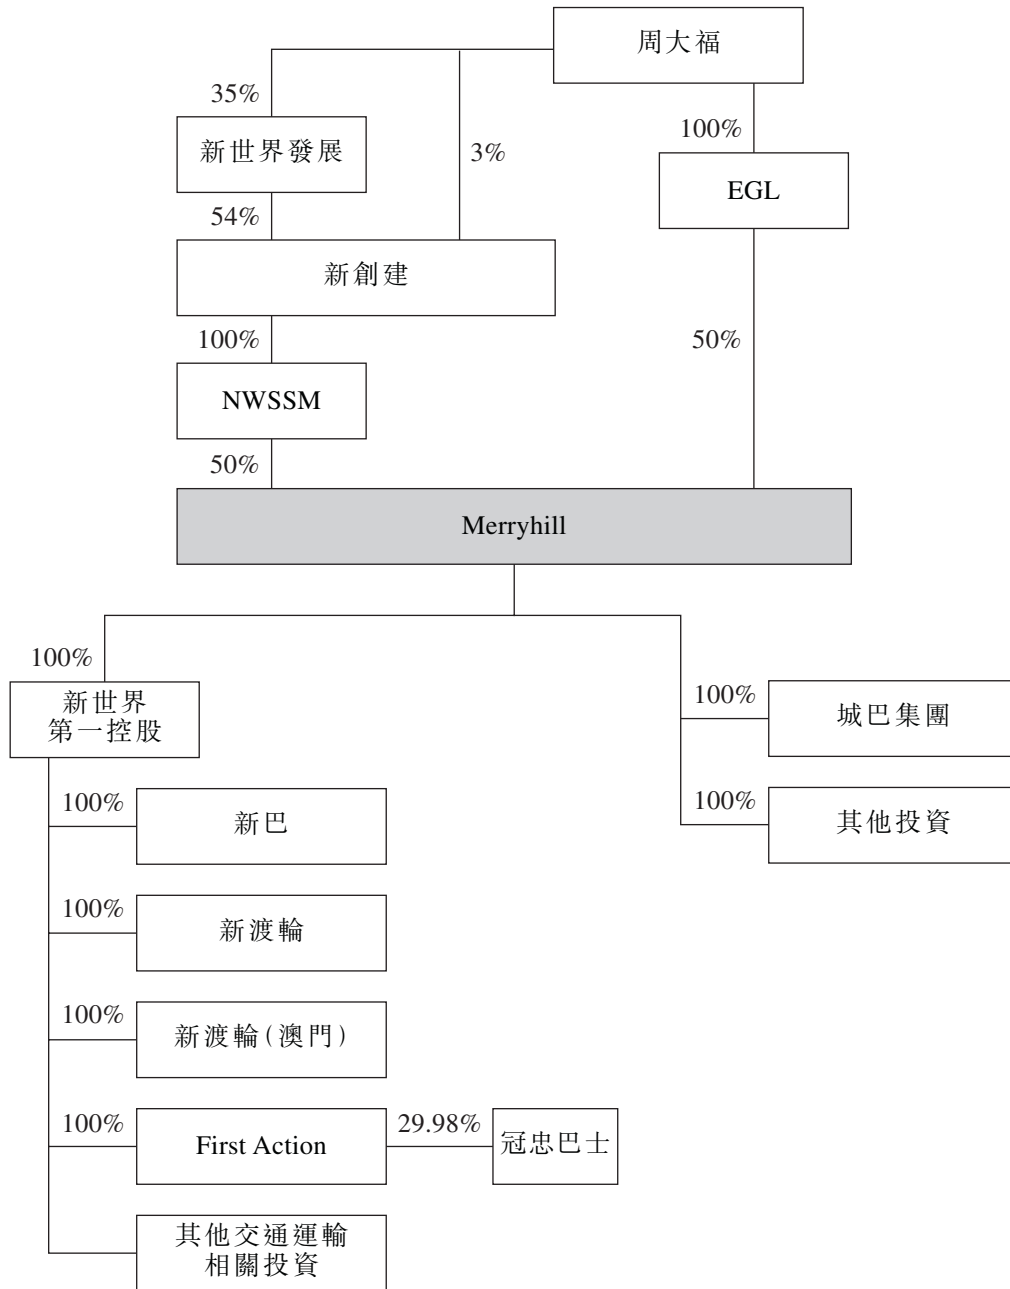 周大福
35%
新世界發展
3%
100%
EGL
54%
新創建
100%
50%
NWSSM
50%
Merryhill
100%
新世界
第一控股
100%
城巴集團
100%
其他投資
100%
新巴
100%
新渡輪
100%
新渡輪(澳門)
100%
First Action
29.98%
冠忠巴士
其他交通運輸
相關投資